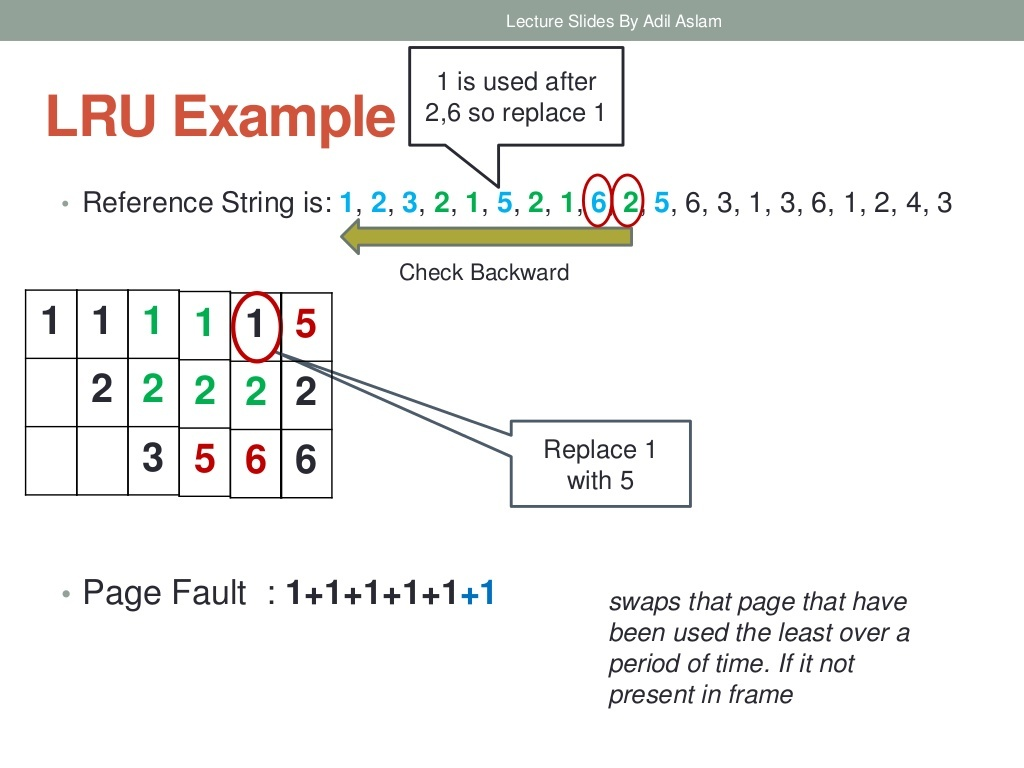 Lecture Slides By Adil Aslam
1 is used after
2,6 so replace 1
LRU Example
• Reference String is: 1, 2, 3, 2, 1, 5, 2, 1, 6, 2, 5, 6, 3, 1, 3, 6, 1, 2, 4, 3
Check Backward
1 1 1 1 1 5
2 2 2 2 2
3 5 6 6
Replace 1
with 5
• Page Fault : 1+1+1+1+1+1
swaps that page that have
been used the least over a
period of time. If it not
present in frame